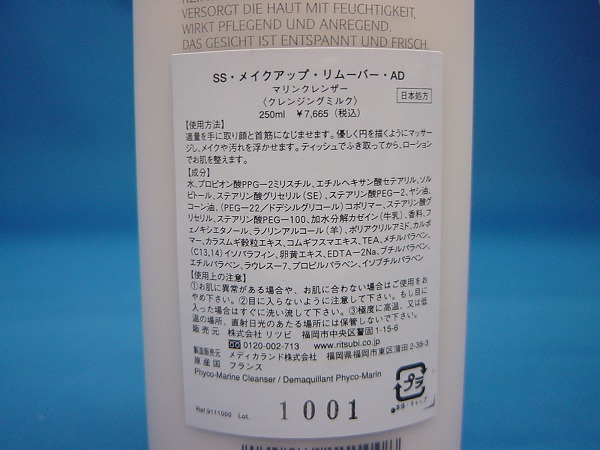 VERSORGT DIE HAUT MIT FEUCHTIGKEIT,
WIRKT PFLEGEND UND ANREGEND.
DAS GESICHT IST ENTSPANNT UND FRISCH.
SS・メイクアップ・リムーバー・AD
マリンクレンザー
日本処方
〈クレンジングミルク〉
250ml ￥7,665（税込）
【使用方法】
適量を手に取り顔と首筋になじませます。優しく円を描くようにマッサー
ジし、メイクや汚れを浮かせます。ティッシュでふき取ってから、ローション
でお肌を整えます。
【成分】
水、プロピオン酸PPG－2ミリスチル、エチルヘキサン酸セテアリル、ソル
ビトール、ステアリン酸グリセリル（SE）、ステアリン酸PEG－2、ヤシ油、
コーン油、（PEG－22／ドデシルグリコール）コポリマー、ステアリン酸グ
リセリル、ステアリン酸PEG－100、加水分解カゼイン（牛乳）、香料、フ
ェノキシエタノール、ラノリンアルコール（羊）、ポリアクリルアミド、カルボ
マー、カラスムギ穀粒エキス、コムギフスマエキス、TEA、メチルパラベン、
（C13,14）イソパラフィン、卵黄エキス、EDTA－2Na、ブチルパラベン、
エチルパラベン、ラウレス－7、プロピルパラベン、イソブチルパラベン
【使用上の注意】
①お肌に異常がある場合や、お肌に合わない場合はご使用をお
やめ下さい。②目に入らないように注意して下さい。もし目に
入った場合はすぐに洗い流して下さい。③極度に高温、又は低
温の場所、直射日光のあたる場所には保管しないで下さい。
販売元 株式会社 リツビ 福岡市中央区警固1-15-6
0120-002-713 www.ritsubi.co.jp
製造販売元 メディカランド株式会社 福岡県福岡市東区蒲田2-38-3
原産国 フランス
Phyco-Marine Cleanser / Demaquillant Phyco-Marin
プラ
本体・キャップ
Ref.9111000 Lot. 1001